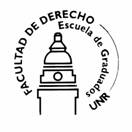 FACULTAD DE DERECHO
Escuela de Graduados
UNR